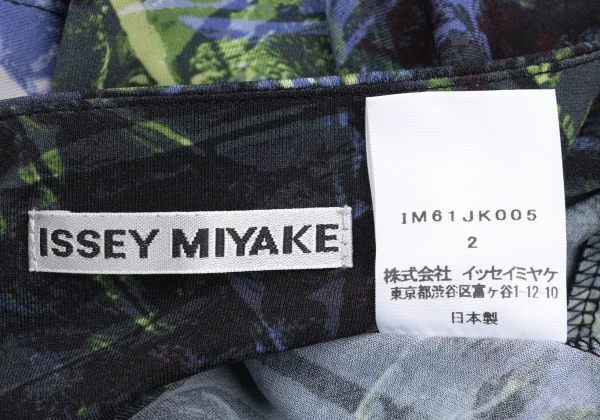 ISSEY MIYAKE
IM61JK005
2
株式会社 イッセイミヤケ
東京都渋谷区富ヶ谷1-12-10
日本製